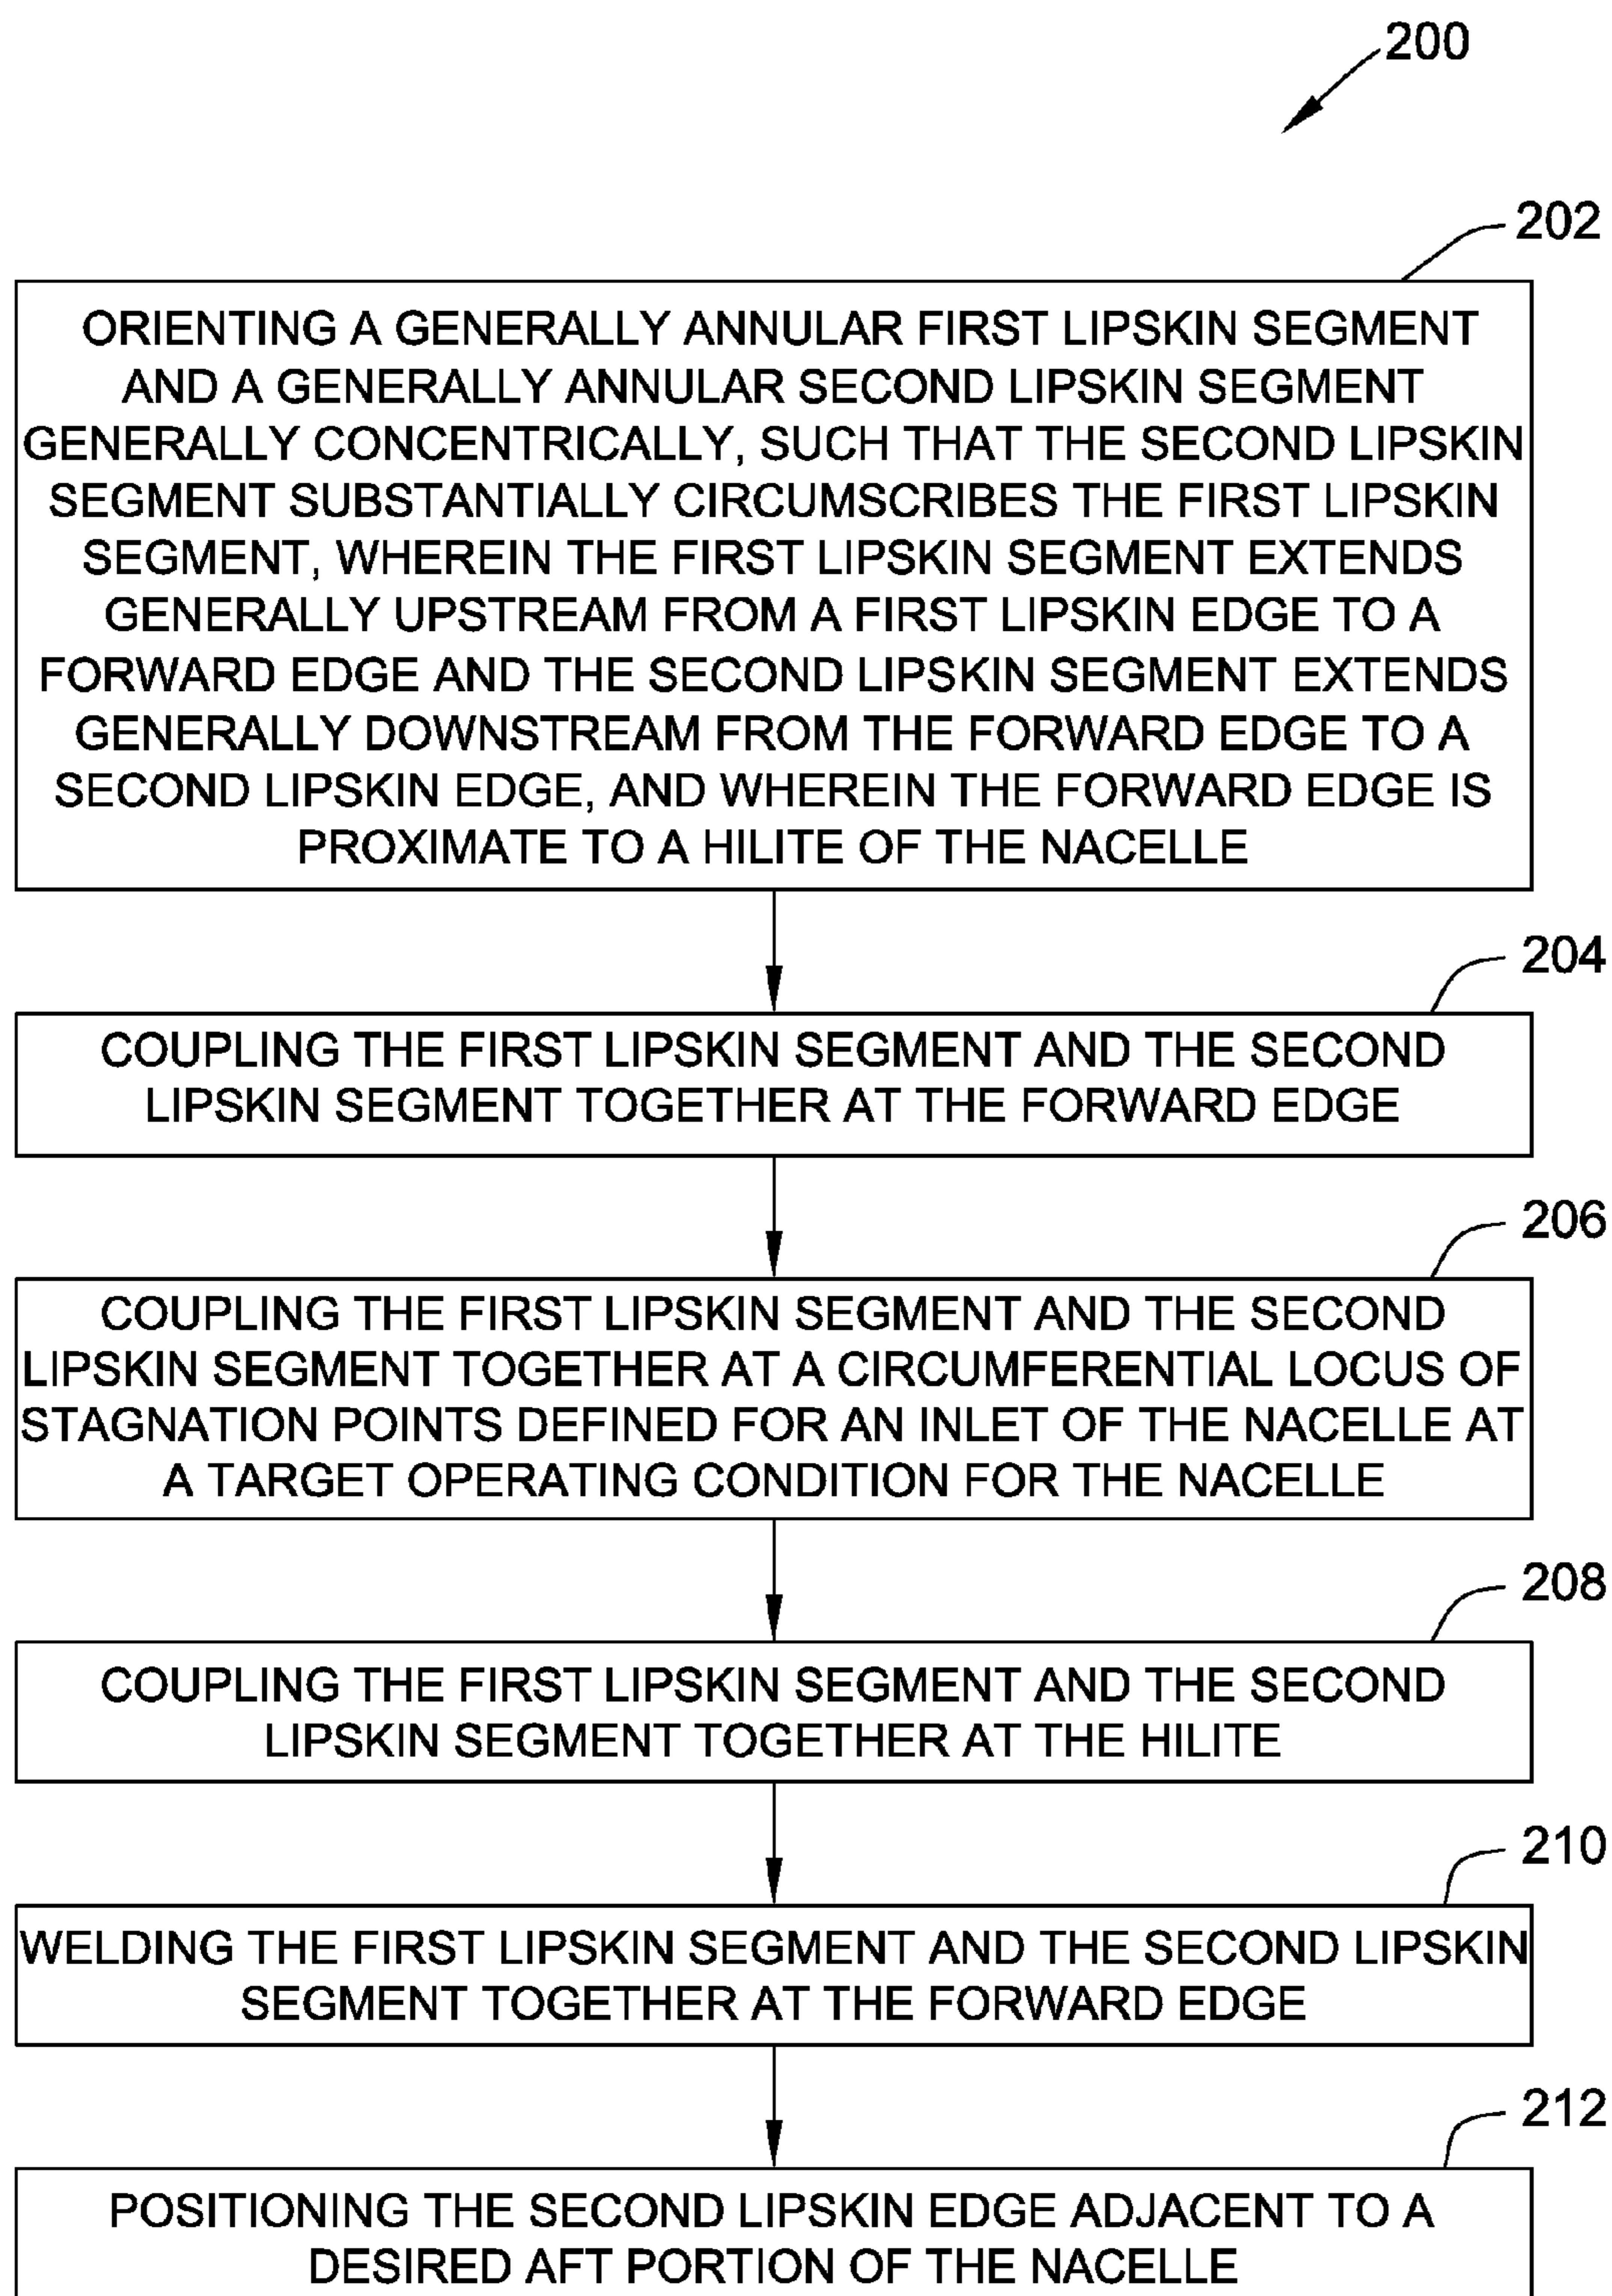 200
202
ORIENTING A GENERALLY ANNULAR FIRST LIPSKIN SEGMENT
AND A GENERALLY ANNULAR SECOND LIPSKIN SEGMENT
GENERALLY CONCENTRICALLY, SUCH THAT THE SECOND LIPSKIN
SEGMENT SUBSTANTIALLY CIRCUMSCRIBES THE FIRST LIPSKIN
SEGMENT, WHEREIN THE FIRST LIPSKIN SEGMENT EXTENDS
GENERALLY UPSTREAM FROM A FIRST LIPSKIN EDGE TO A
FORWARD EDGE AND THE SECOND LIPSKIN SEGMENT EXTENDS
GENERALLY DOWNSTREAM FROM THE FORWARD EDGE TO A
SECOND LIPSKIN EDGE, AND WHEREIN THE FORWARD EDGE IS
PROXIMATE TO A HILITE OF THE NACELLE
204
COUPLING THE FIRST LIPSKIN SEGMENT AND THE SECOND
LIPSKIN SEGMENT TOGETHER AT THE FORWARD EDGE
206
COUPLING THE FIRST LIPSKIN SEGMENT AND THE SECOND
LIPSKIN SEGMENT TOGETHER AT A CIRCUMFERENTIAL LOCUS OF
STAGNATION POINTS DEFINED FOR AN INLET OF THE NACELLE AT
A TARGET OPERATING CONDITION FOR THE NACELLE
208
COUPLING THE FIRST LIPSKIN SEGMENT AND THE SECOND
LIPSKIN SEGMENT TOGETHER AT THE HILITE
210
WELDING THE FIRST LIPSKIN SEGMENT AND THE SECOND LIPSKIN
SEGMENT TOGETHER AT THE FORWARD EDGE
212
POSITIONING THE SECOND LIPSKIN EDGE ADJACENT TO A
DESIRED AFT PORTION OF THE NACELLE